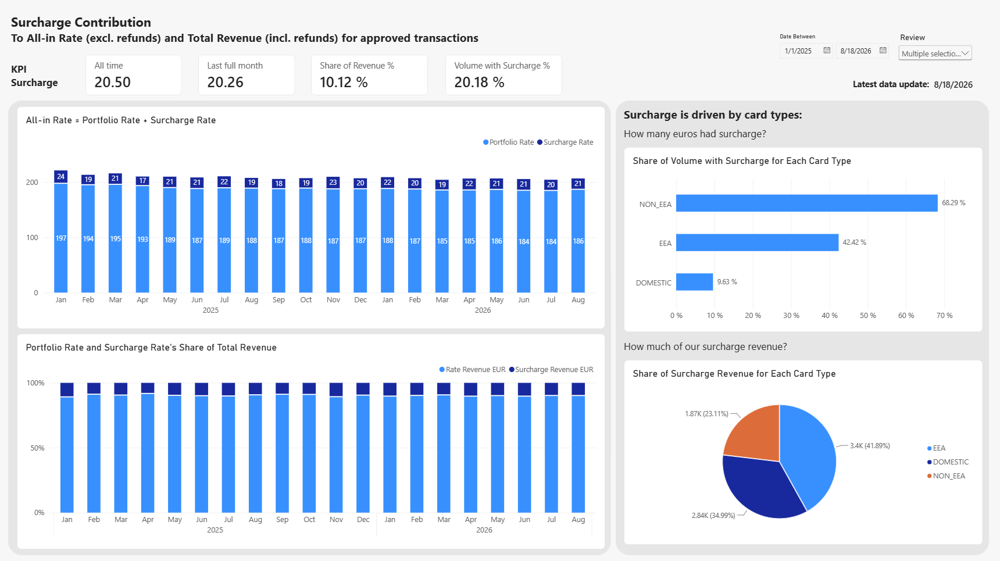 Surcharge Contribution
To All-in Rate (excl. refunds) and Total Revenue (incl. refunds) for approved transactions
Date Between
1/1/2025
8/18/2026
Review
Multiple selectio...
KPI
Surcharge
All time
20.50
Last full month
20.26
Share of Revenue %
10.12 %
Volume with Surcharge %
20.18 %
Latest data update: 8/18/2026
All-in Rate = Portfolio Rate + Surcharge Rate
Portfolio Rate Surcharge Rate
24 19 21 17 21 21 22 19 18 19 23 20 22 20 19 22 21 21 20 21
200
100
0
197 194 195 193 189 187 189 188 187 188 187 187 188 187 185 185 186 184 184 186
Jan Feb Mar Apr May Jun Jul Aug Sep Oct Nov Dec Jan Feb Mar Apr May Jun Jul Aug
2025 2026
Portfolio Rate and Surcharge Rate's Share of Total Revenue
Rate Revenue EUR Surcharge Revenue EUR
100%
50%
0%
Jan Feb Mar Apr May Jun Jul Aug Sep Oct Nov Dec Jan Feb Mar Apr May Jun Jul Aug
2025 2026
Surcharge is driven by card types:
How many euros had surcharge?
Share of Volume with Surcharge for Each Card Type
NON_EEA 68.29 %
EEA 42.42 %
DOMESTIC 9.63 %
0 % 10 % 20 % 30 % 40 % 50 % 60 % 70 %
How much of our surcharge revenue?
Share of Surcharge Revenue for Each Card Type
1.87K (23.11%)
3.4K (41.89%)
2.84K (34.99%)
EEA
DOMESTIC
NON_EEA